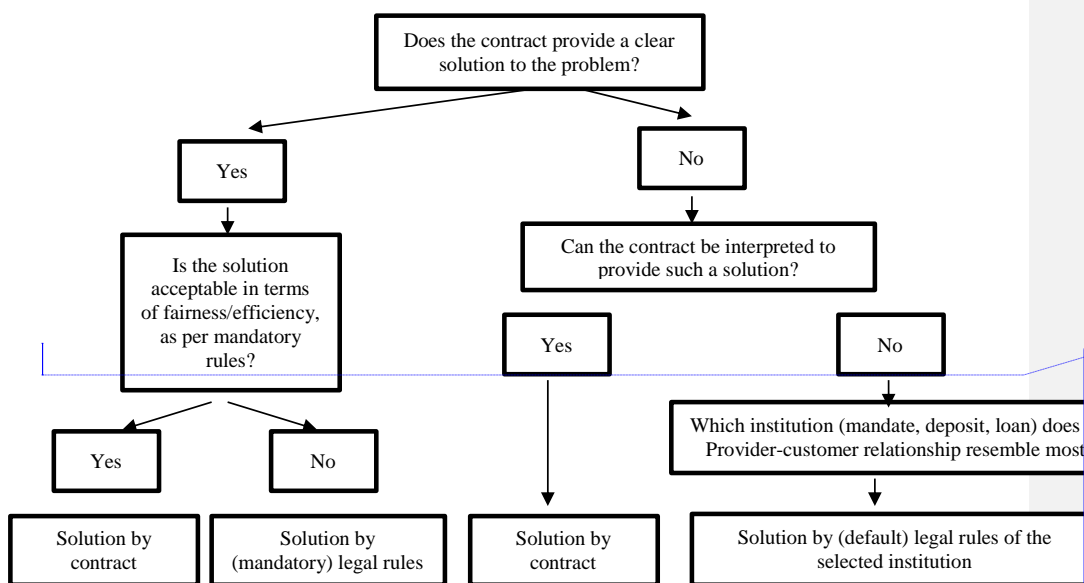 Does the contract provide a clear
solution to the problem?
Yes
No
Is the solution
acceptable in terms
of fairness/efficiency,
as per mandatory
rules?
Can the contract be interpreted to
provide such a solution?
Yes
No
Yes
No
Which institution (mandate, deposit, loan) does
Provider-customer relationship resemble most
Solution by
contract
Solution by
(mandatory) legal rules
Solution by
contract
Solution by (default) legal rules of the
selected institution